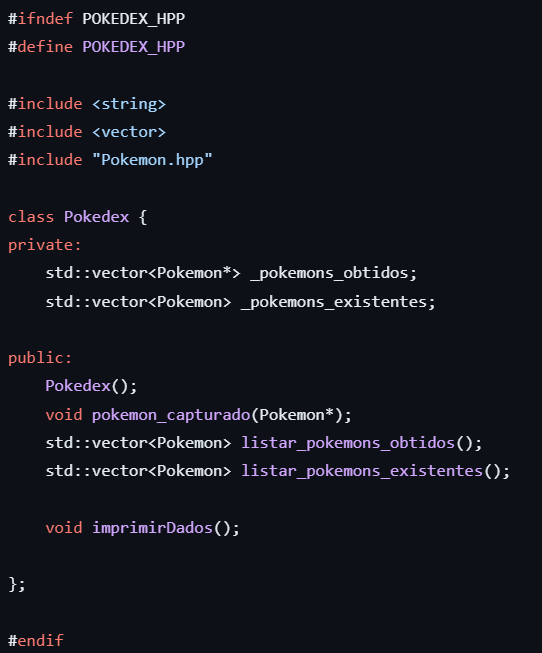 #ifndef POKEDEX_HPP
#define POKEDEX_HPP

#include <string>
#include <vector>
#include "Pokemon.hpp"

class Pokedex {
private:
    std::vector<Pokemon*> _pokemons_obtidos;
    std::vector<Pokemon> _pokemons_existentes;

public:
    Pokedex();
    void pokemon_capturado(Pokemon*);
    std::vector<Pokemon> listar_pokemons_obtidos();
    std::vector<Pokemon> listar_pokemons_existentes();

    void imprimirDados();

};

#endif